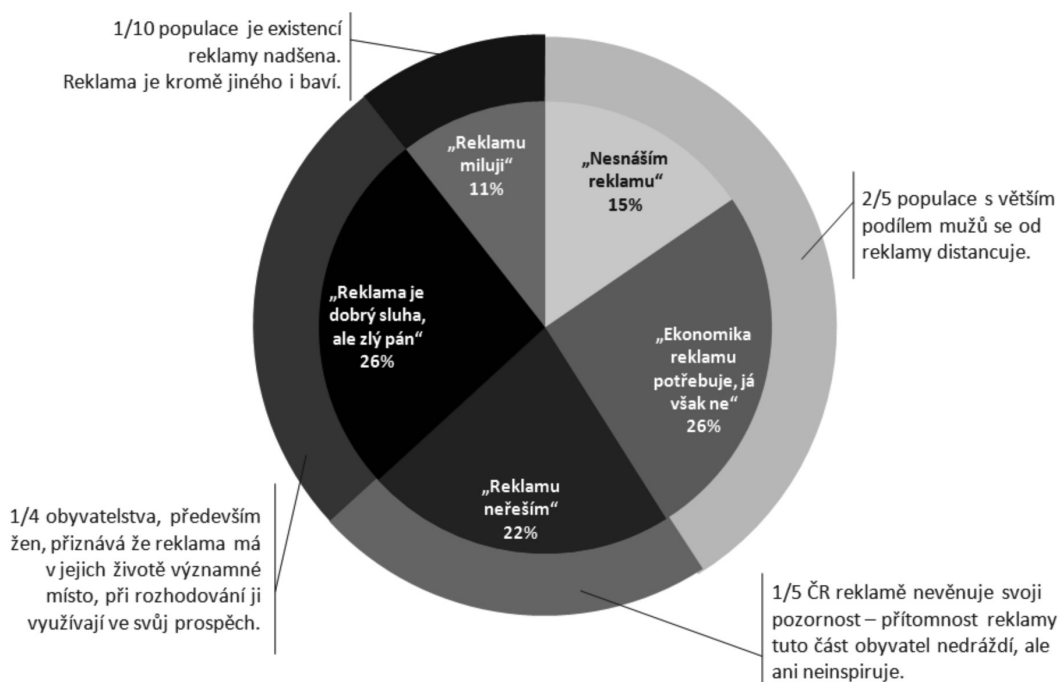 1/10 populace je existencí
reklamy nadšena.
Reklama je kromě jiného i baví.
„Reklamu
miluji“
11%
„Nesnáším
reklamu“
15%
2/5 populace s větším
podílem mužů se od
reklamy distancuje.
„Reklama je
dobrý sluha,
ale zlý pán“
26%
„Ekonomika
reklamu
potřebuje, já
však ne“
26%
„Reklamu
neřeším“
22%
1/4 obyvatelstva, především
žen, přiznává že reklama má
v jejich životě významné
místo, při rozhodování ji
využívají ve svůj prospěch.
1/5 ČR reklamě nevěnuje svoji
pozornost – přítomnost reklamy
tuto část obyvatel nedráždí, ale
ani neinspiruje.